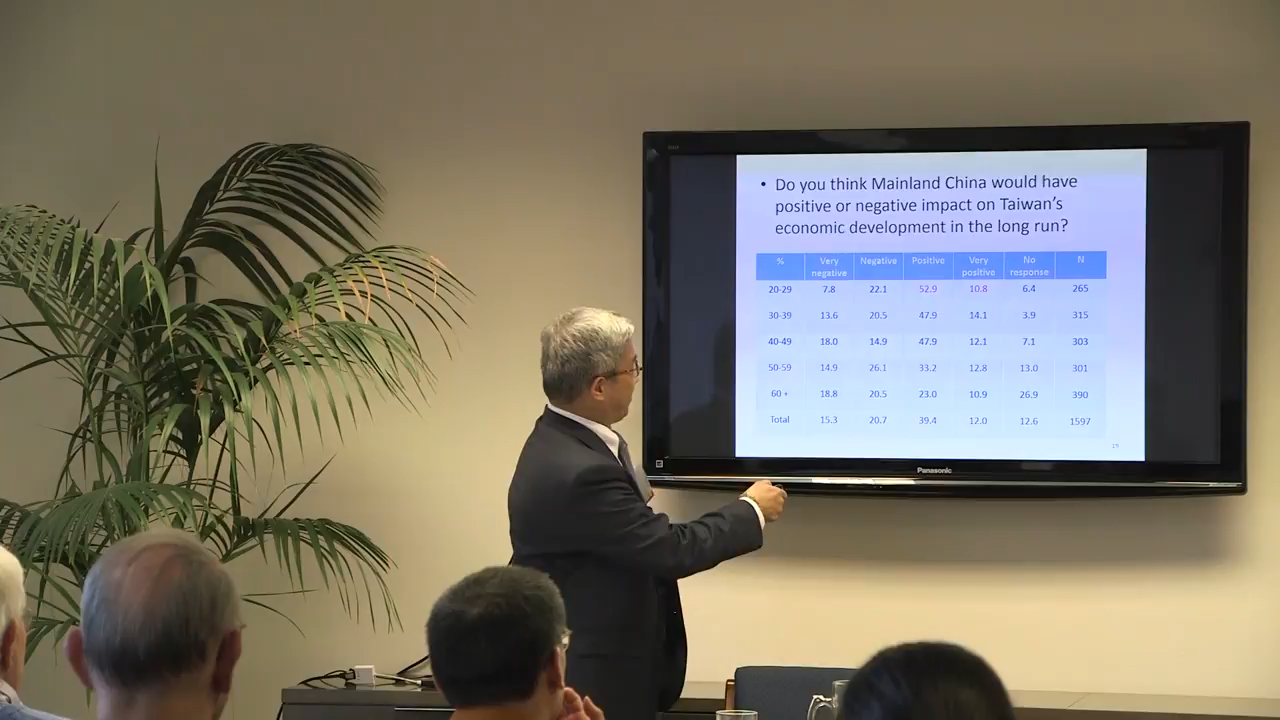 • Do you think Mainland China would have
positive or negative impact on Taiwan's
economic development in the long run?
% Very negative Negative Positive Very positive No response N
20-29 7.8 22.1 52.9 10.8 6.4 265
30-39 13.6 20.5 47.9 14.1 3.9 315
40-49 18.0 14.9 47.9 12.1 7.1 303
50-59 14.9 26.1 33.2 12.8 13.0 301
60 + 18.8 20.5 23.0 10.9 26.9 390
Total 15.3 20.7 39.4 12.0 12.6 1597
Panasonic